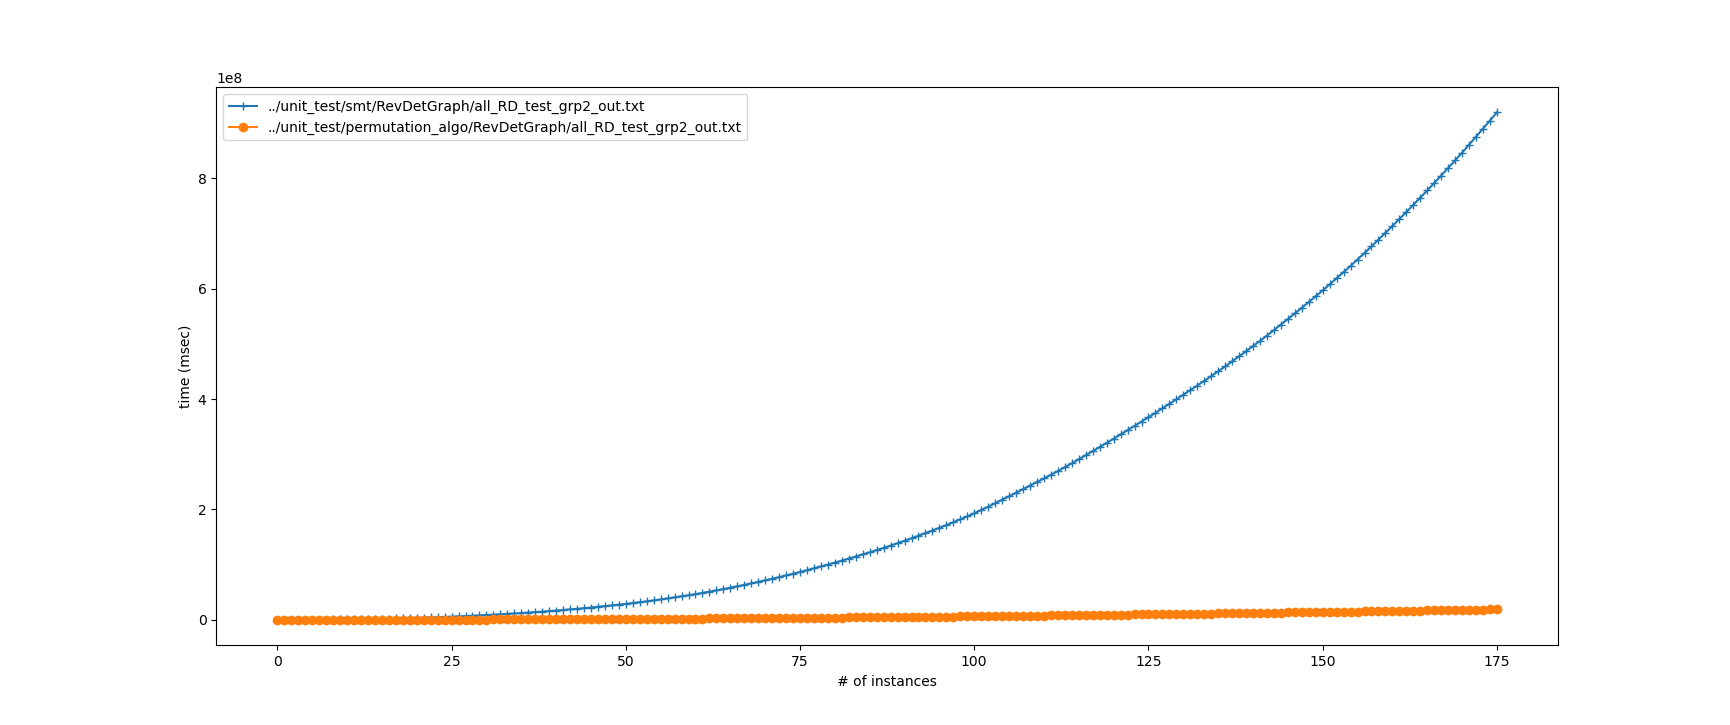 1e8
../unit_test/smt/RevDetGraph/all_RD_test_grp2_out.txt
../unit_test/permutation_algo/RevDetGraph/all_RD_test_grp2_out.txt
8
6
4
2
0
time (msec)
0 25 50 75 100 125 150 175
# of instances